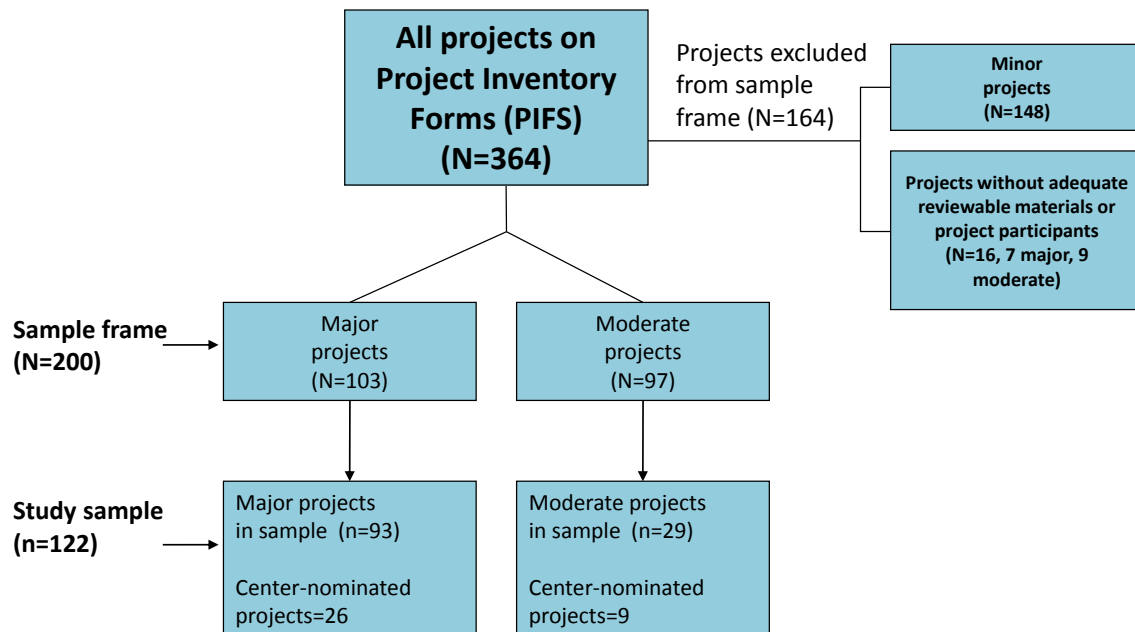 All projects on
Project Inventory
Forms (PIFS)
(N=364)
Projects excluded
from sample
frame (N=164)
Minor
projects
(N=148)
Projects without adequate
reviewable materials or
project participants
(N=16, 7 major, 9
moderate)
Sample frame
(N=200)
Major
projects
(N=103)
Moderate
projects
(N=97)
Study sample
(n=122)
Major projects
in sample (n=93)
Center-nominated
projects=26
Moderate projects
in sample (n=29)
Center-nominated
projects=9